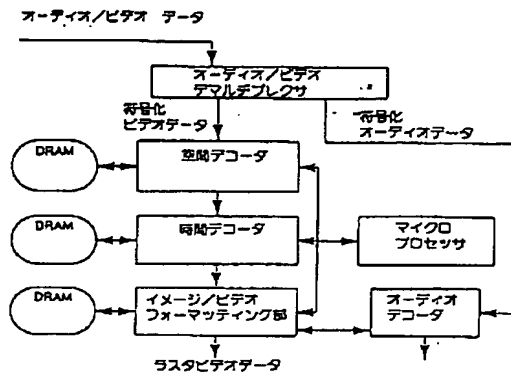 オーディオ/ビデオ データ
オーディオ/ビデオ
デマルチプレクサ
符号化
ビデオデータ
符号化
オーディオデータ
DRAM
空間デコータ
DRAM
時間デコータ
マイクロ
プロセッサ
DRAM
イメージ/ビデオ
フォーマッティング部
オーディオ
デコータ
ラスタビデオデータ